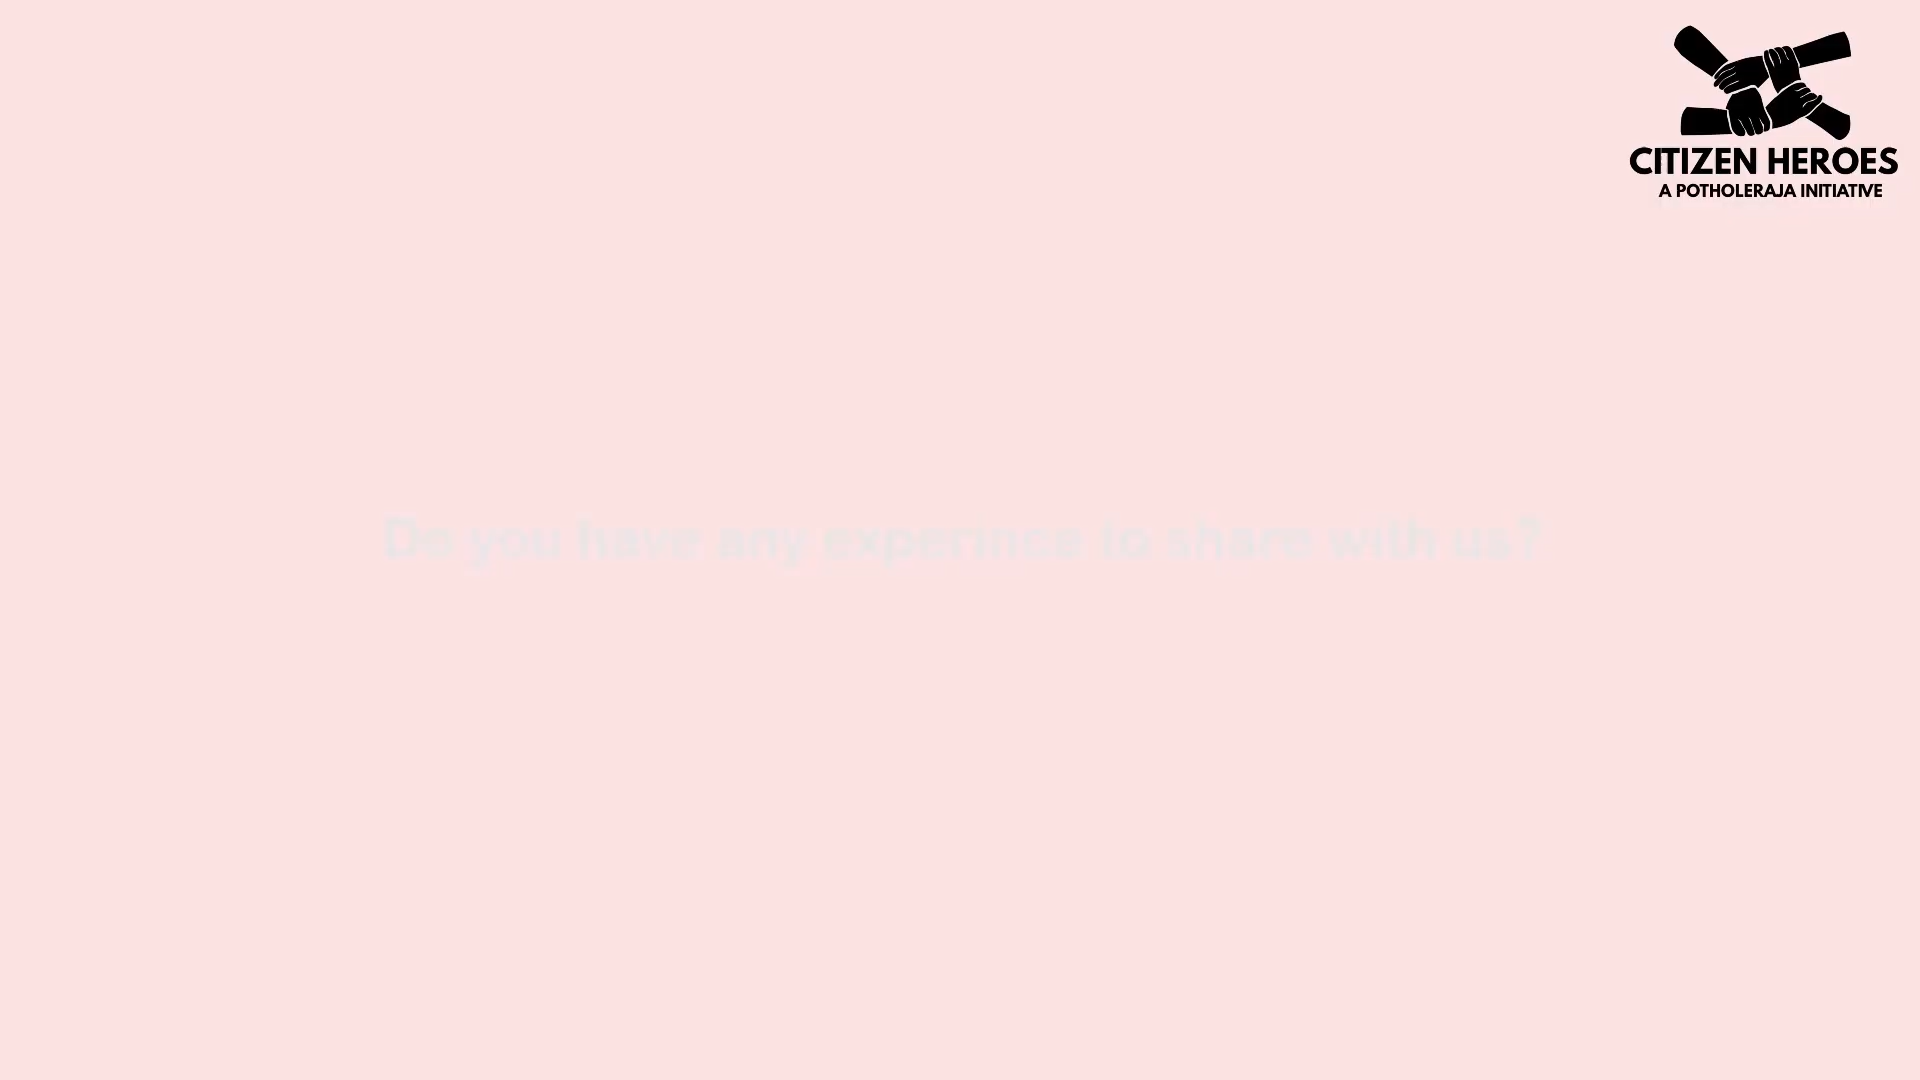 CITIZEN HEROES
A POTHOLERAJA INITIATIVE
Do you have any experince to share with us?